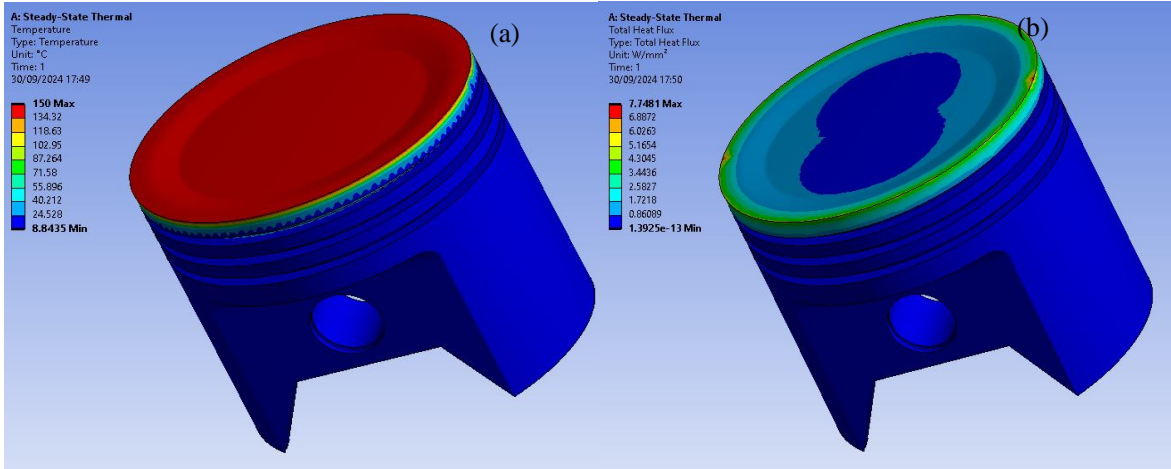 A: Steady-State Thermal
Temperature
Type: Temperature
Unit: °C
Time: 1
30/09/2024 17:49
150 Max
134.32
118.63
102.95
87.264
71.58
55.896
40.212
24.528
8.8435 Min
(a)
A: Steady-State Thermal
Total Heat Flux
Type: Total Heat Flux
Unit: W/mm²
Time: 1
30/09/2024 17:50
7.7481 Max
6.8872
6.0263
5.1654
4.3045
3.4436
2.5827
1.7218
0.86089
1.3925e-13 Min
(b)